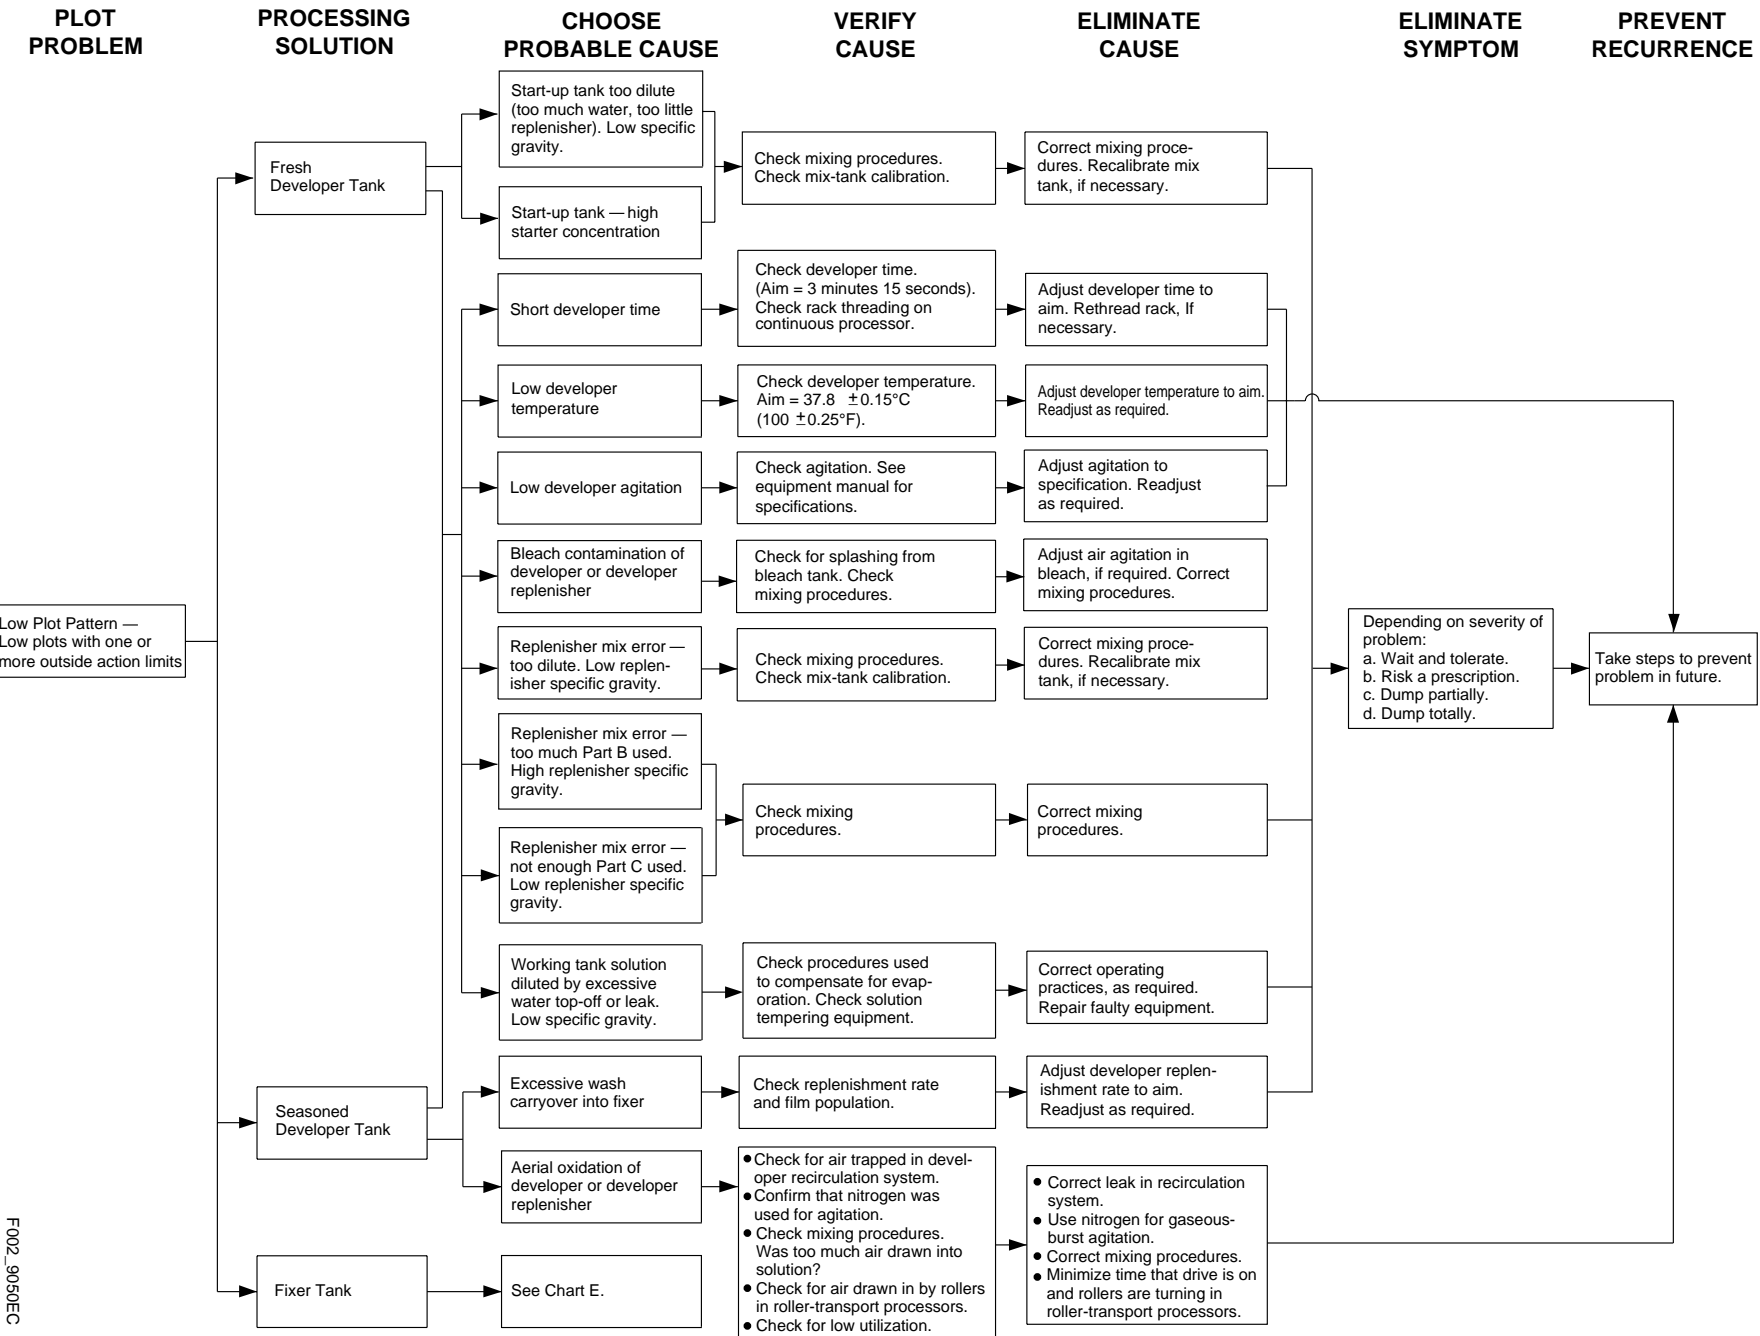 PLOT
PROBLEM
PROCESSING
SOLUTION
CHOOSE
PROBABLE CAUSE
VERIFY
CAUSE
ELIMINATE
CAUSE
ELIMINATE
SYMPTOM
PREVENT
RECURRENCE
Low Plot Pattern —
Low plots with one or
more outside action limits
Fresh
Developer Tank
Start-up tank too dilute
(too much water, too little
replenisher). Low specific
gravity.
Start-up tank — high
starter concentration
Check mixing procedures.
Check mix-tank calibration.
Correct mixing proce-
dures. Recalibrate mix
tank, if necessary.
Short developer time
Check developer time.
(Aim = 3 minutes 15 seconds).
Check rack threading on
continuous processor.
Adjust developer time to
aim. Rethread rack, If
necessary.
Low developer
temperature
Check developer temperature.
Aim = 37.8 ±0.15°C
(100 ±0.25°F).
Adjust developer temperature to aim.
Readjust as required.
Low developer agitation
Check agitation. See
equipment manual for
specifications.
Adjust agitation to
specification. Readjust
as required.
Bleach contamination of
developer or developer
replenisher
Check for splashing from
bleach tank. Check
mixing procedures.
Adjust air agitation in
bleach, if required. Correct
mixing procedures.
Replenisher mix error —
too dilute. Low replen-
isher specific gravity.
Check mixing procedures.
Check mix-tank calibration.
Correct mixing proce-
dures. Recalibrate mix
tank, if necessary.
Replenisher mix error —
too much Part B used.
High replenisher specific
gravity.
Replenisher mix error —
not enough Part C used.
Low replenisher specific
gravity.
Check mixing
procedures.
Correct mixing
procedures.
Working tank solution
diluted by excessive
water top-off or leak.
Low specific gravity.
Check procedures used
to compensate for evap-
oration. Check solution
tempering equipment.
Correct operating
practices, as required.
Repair faulty equipment.
Seasoned
Developer Tank
Excessive wash
carryover into fixer
Check replenishment rate
and film population.
Adjust developer replen-
ishment rate to aim.
Readjust as required.
Aerial oxidation of
developer or developer
replenisher
● Check for air trapped in devel-
oper recirculation system.
● Confirm that nitrogen was
used for agitation.
● Check mixing procedures.
Was too much air drawn into
solution?
● Check for air drawn in by rollers
in roller-transport processors.
● Check for low utilization.
● Correct leak in recirculation
system.
● Use nitrogen for gaseous-
burst agitation.
● Correct mixing procedures.
● Minimize time that drive is on
and rollers are turning in
roller-transport processors.
Fixer Tank
See Chart E.
Depending on severity of
problem:
a. Wait and tolerate.
b. Risk a prescription.
c. Dump partially.
d. Dump totally.
Take steps to prevent
problem in future.
F002_9050EC